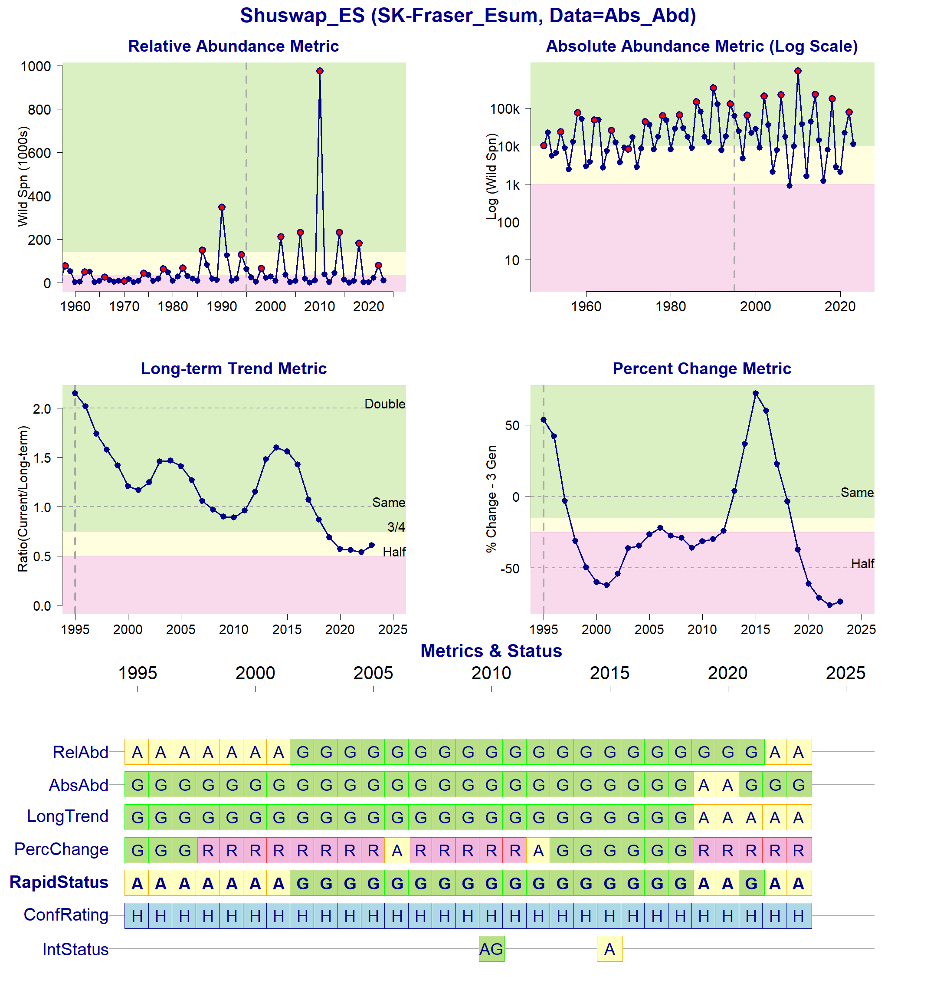 Shuswap_ES (SK-Fraser_Esum, Data=Abs_Abd)
Relative Abundance Metric
Wild Spn (1000s)
1000
800
600
400
200
0
1960 1970 1980 1990 2000 2010 2020
Absolute Abundance Metric (Log Scale)
Log (Wild Spn)
100k
10k
1k
100
10
1960 1980 2000 2020
Long-term Trend Metric
Ratio(Current/Long-term)
2.0
1.5
1.0
0.5
0.0
Double
Same
3/4
Half
1995 2000 2005 2010 2015 2020 2025
Percent Change Metric
% Change - 3 Gen
50
0
-50
Same
Half
1995 2000 2005 2010 2015 2020 2025
Metrics & Status
1995 2000 2005 2010 2015 2020 2025
RelAbd A A A A A A A G G G G G G G G G G G G G G G G G G G G A A
AbsAbd G G G G G G G G G G G G G G G G G G G G G G G G A A G G G
LongTrend G G G G G G G G G G G G G G G G G G G G G G G G A A A A A
PercChange G G G R R R R R R R R A R R R R R A G G G G G G R R R R R
RapidStatus A A A A A A A G G G G G G G G G G G G G G G G G A A G A A
ConfRating H H H H H H H H H H H H H H H H H H H H H H H H H H H H H
IntStatus AG A